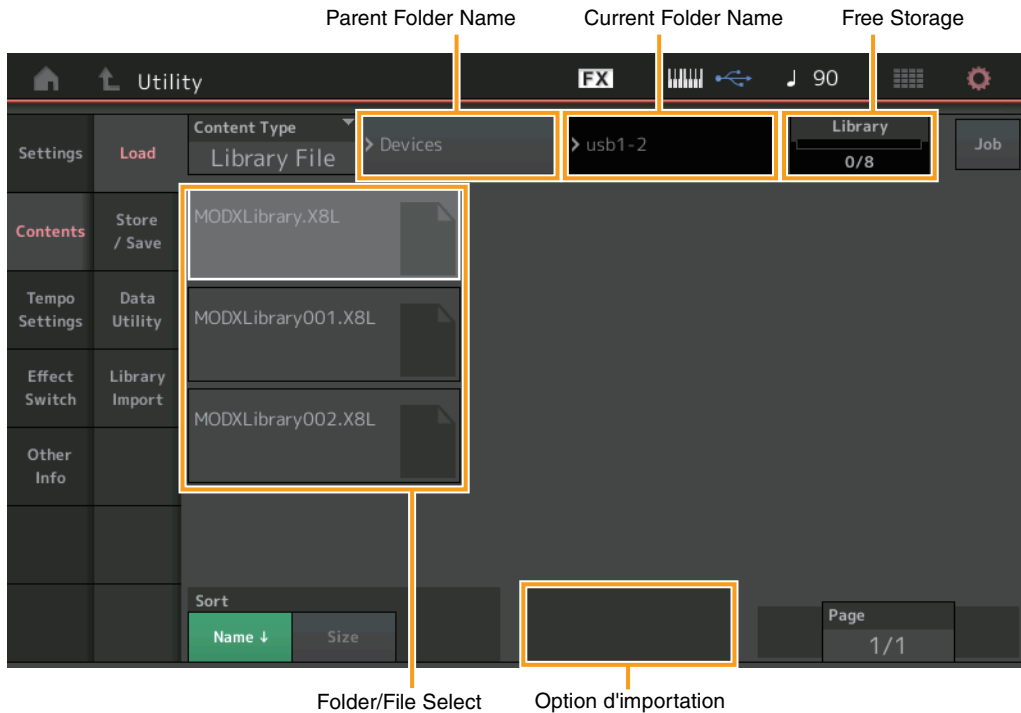 Parent Folder Name
Current Folder Name
Free Storage
Utility
FX
90
Settings
Load
Content Type
Library File
Devices
usb1-2
Library
0/8
Job
Contents
Store
/ Save
MODXLibrary.X8L
Tempo
Settings
Data
Utility
MODXLibrary001.X8L
Effect
Switch
Library
Import
MODXLibrary002.X8L
Other
Info
Sort
Name ↓
Size
Page
1/1
Folder/File Select
Option d'importation